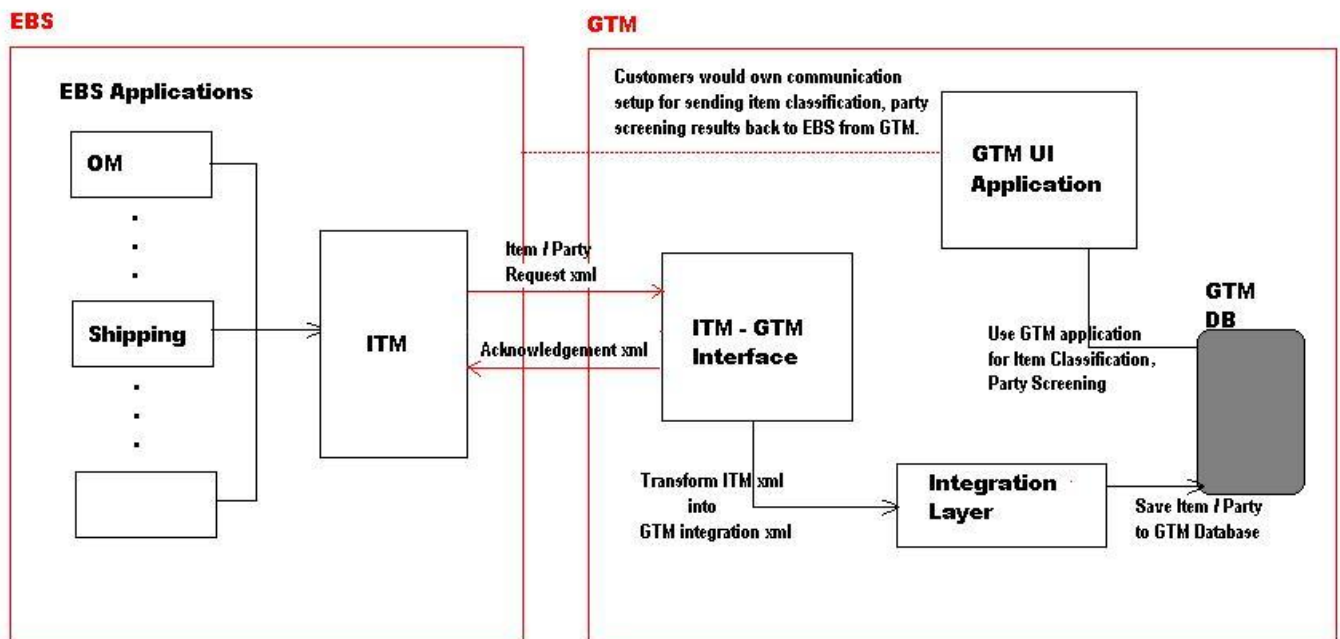 EBS
GTM
EBS Applications
OM
Shipping
ITM
Item / Party
Request xml
Acknowledgement xml
Customers would own communication
setup for sending item classification, party
screening results back to EBS from GTM.
GTM UI
Application
ITM - GTM
Interface
Use GTM application
for Item Classification,
Party Screening
GTM
DB
Transform ITM xml
into
GTM integration xml
Integration
Layer
Save Item / Party
to GTM Database